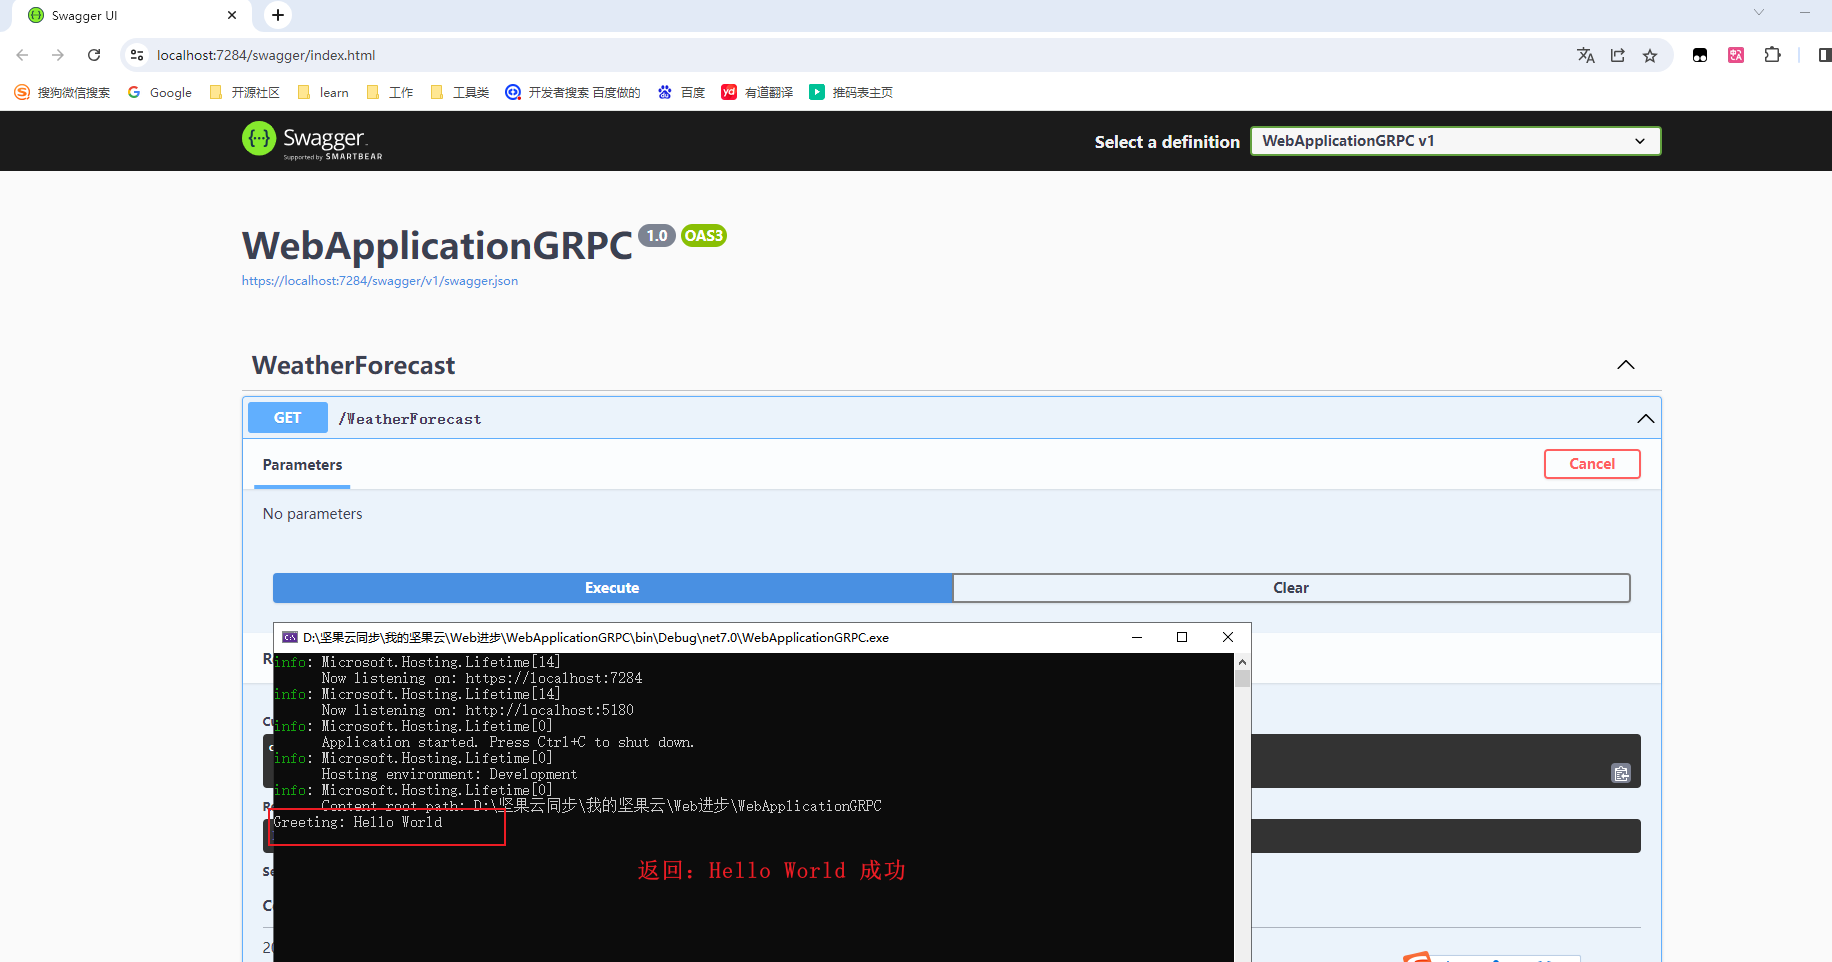 Swagger UI
localhost:7284/swagger/index.html
搜狗微信搜索 Google 开源社区 learn 工作 工具类 开发者搜索 百度做的 百度 有道翻译 推码表主页
Swagger
Supported by SMARTBEAR
Select a definition
WebApplicationGRPC v1
WebApplicationGRPC 1.0 OAS3
https://localhost:7284/swagger/v1/swagger.json
WeatherForecast
GET /WeatherForecast
Parameters
Cancel
No parameters
Execute
Clear
D:\坚果云同步\我的坚果云\Web进步\WebApplicationGRPC\bin\Debug\net7.0\WebApplicationGRPC.exe
info: Microsoft.Hosting.Lifetime[14]
Now listening on: https://localhost:7284
info: Microsoft.Hosting.Lifetime[14]
Now listening on: http://localhost:5180
info: Microsoft.Hosting.Lifetime[0]
Application started. Press Ctrl+C to shut down.
info: Microsoft.Hosting.Lifetime[0]
Hosting environment: Development
info: Microsoft.Hosting.Lifetime[0]
Content root path: D:\坚果云同步\我的坚果云\Web进步\WebApplicationGRPC
Greeting: Hello World
返回：Hello World 成功